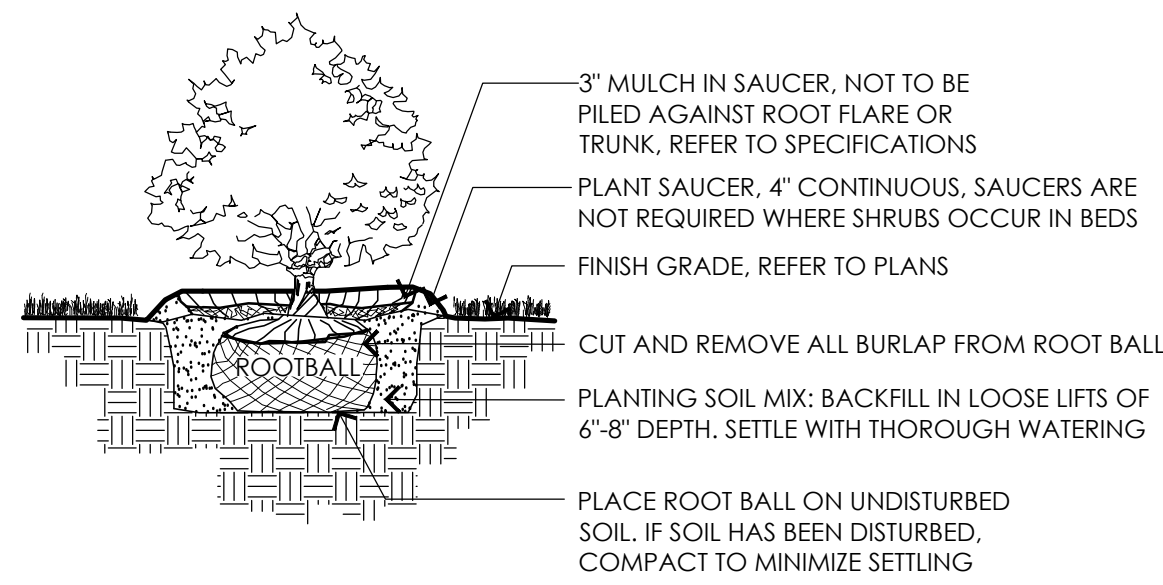 3" MULCH IN SAUCER, NOT TO BE
PILED AGAINST ROOT FLARE OR
TRUNK, REFER TO SPECIFICATIONS
PLANT SAUCER, 4" CONTINUOUS, SAUCERS ARE
NOT REQUIRED WHERE SHRUBS OCCUR IN BEDS
FINISH GRADE, REFER TO PLANS
CUT AND REMOVE ALL BURLAP FROM ROOT BALL
ROOTBALL
PLANTING SOIL MIX: BACKFILL IN LOOSE LIFTS OF
6"-8" DEPTH. SETTLE WITH THOROUGH WATERING
PLACE ROOT BALL ON UNDISTURBED
SOIL. IF SOIL HAS BEEN DISTURBED,
COMPACT TO MINIMIZE SETTLING